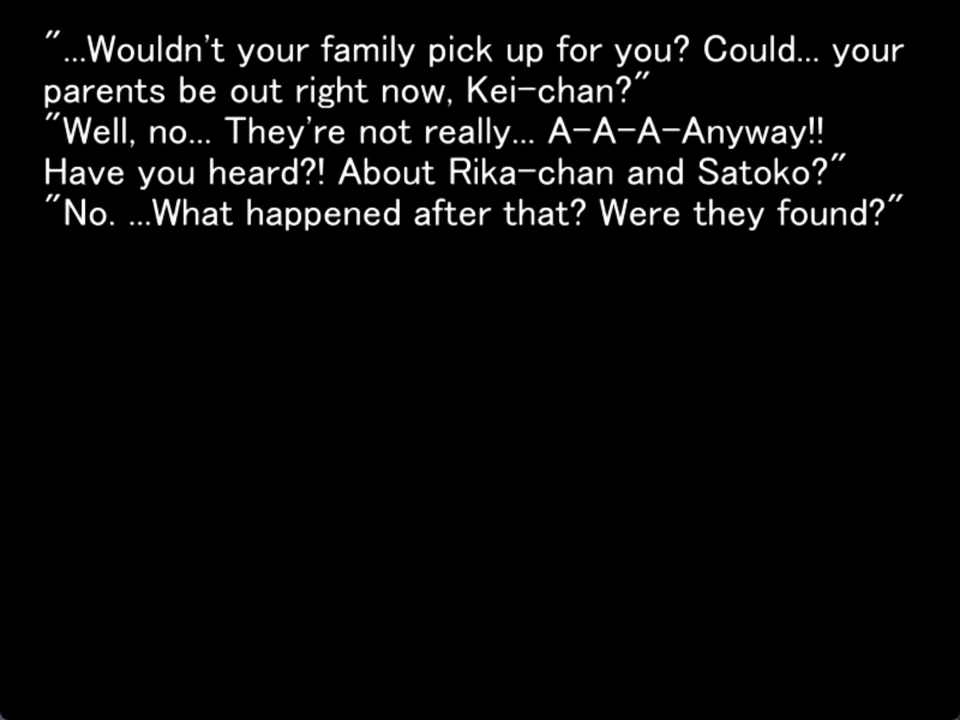 "...Wouldn't your family pick up for you? Could... your
parents be out right now, Kei-chan?"
"Well, no... They're not really... A-A-A-Anyway!!
Have you heard?! About Rika-chan and Satoko?"
"No. ...What happened after that? Were they found?"